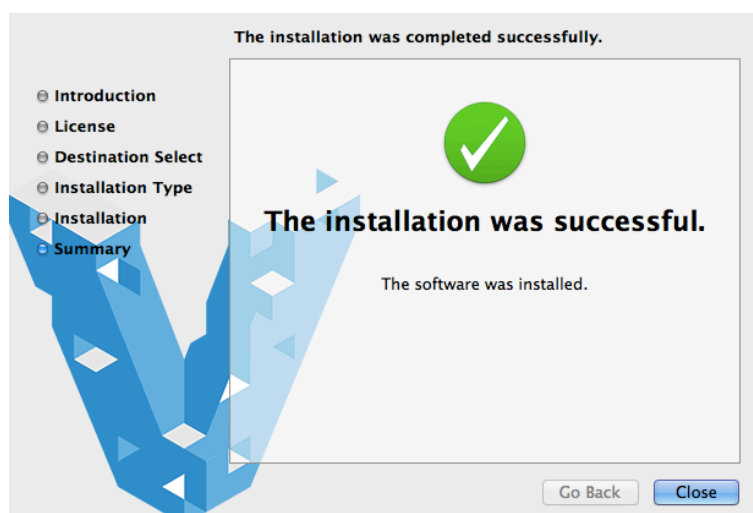 The installation was completed successfully.
Introduction
License
Destination Select
Installation Type
Installation
Summary
The installation was successful.
The software was installed.
Go Back
Close